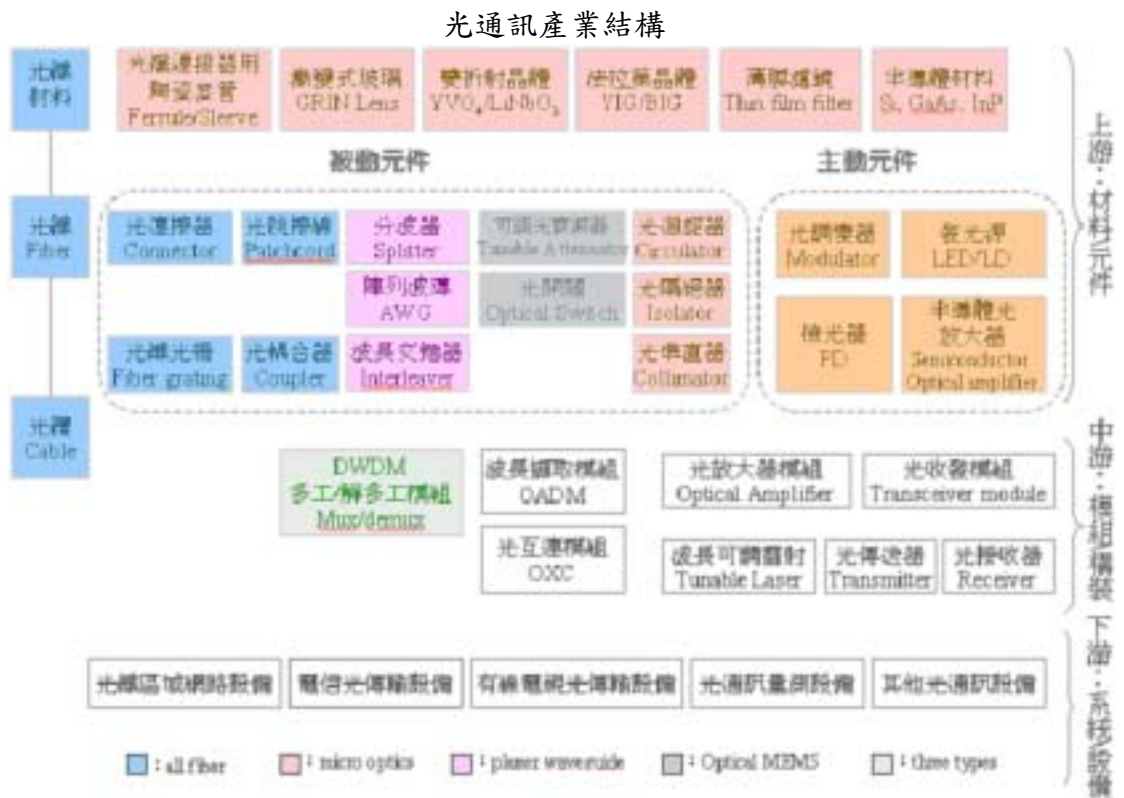 光通訊產業結構
光纖
材料
光纖連接器用
陶瓷套管
Ferrule/Sleeve
漸變式玻璃
GRIN Lens
雙折射晶體
YVO₄/LiNbO₃
法拉第晶體
YIG/BIG
薄膜濾鏡
Thin film filter
半導體材料
Si, GaAs, InP
上游：材料元件
被動元件
主動元件
光纖
Fiber
光連接器
Connector
光跳接線
Patchcord
分波器
Splitter
可調光衰減器
Tunable Attenuator
光迴旋器
Circulator
光調變器
Modulator
發光源
LED/LD
陣列波導
AWG
光開關
Optical Switch
光隔絕器
Isolator
檢光器
PD
半導體光
放大器
Semiconductor
Optical amplifier
光纖光柵
Fiber grating
光耦合器
Coupler
波長交錯器
Interleaver
光準直器
Collimator
光纜
Cable
中游：模組構裝
DWDM
多工/解多工模組
Mux/demux
波長擷取模組
OADM
光放大器模組
Optical Amplifier
光收發模組
Transceiver module
光互連模組
OXC
波長可調雷射
Tunable Laser
光傳送器
Transmitter
光接收器
Receiver
下游：系統設備
光纖區域網路設備
電信光傳輸設備
有線電視光傳輸設備
光通訊量測設備
其他光通訊設備
：all fiber
：micro optics
：planer waveguide
：Optical MEMS
：three types